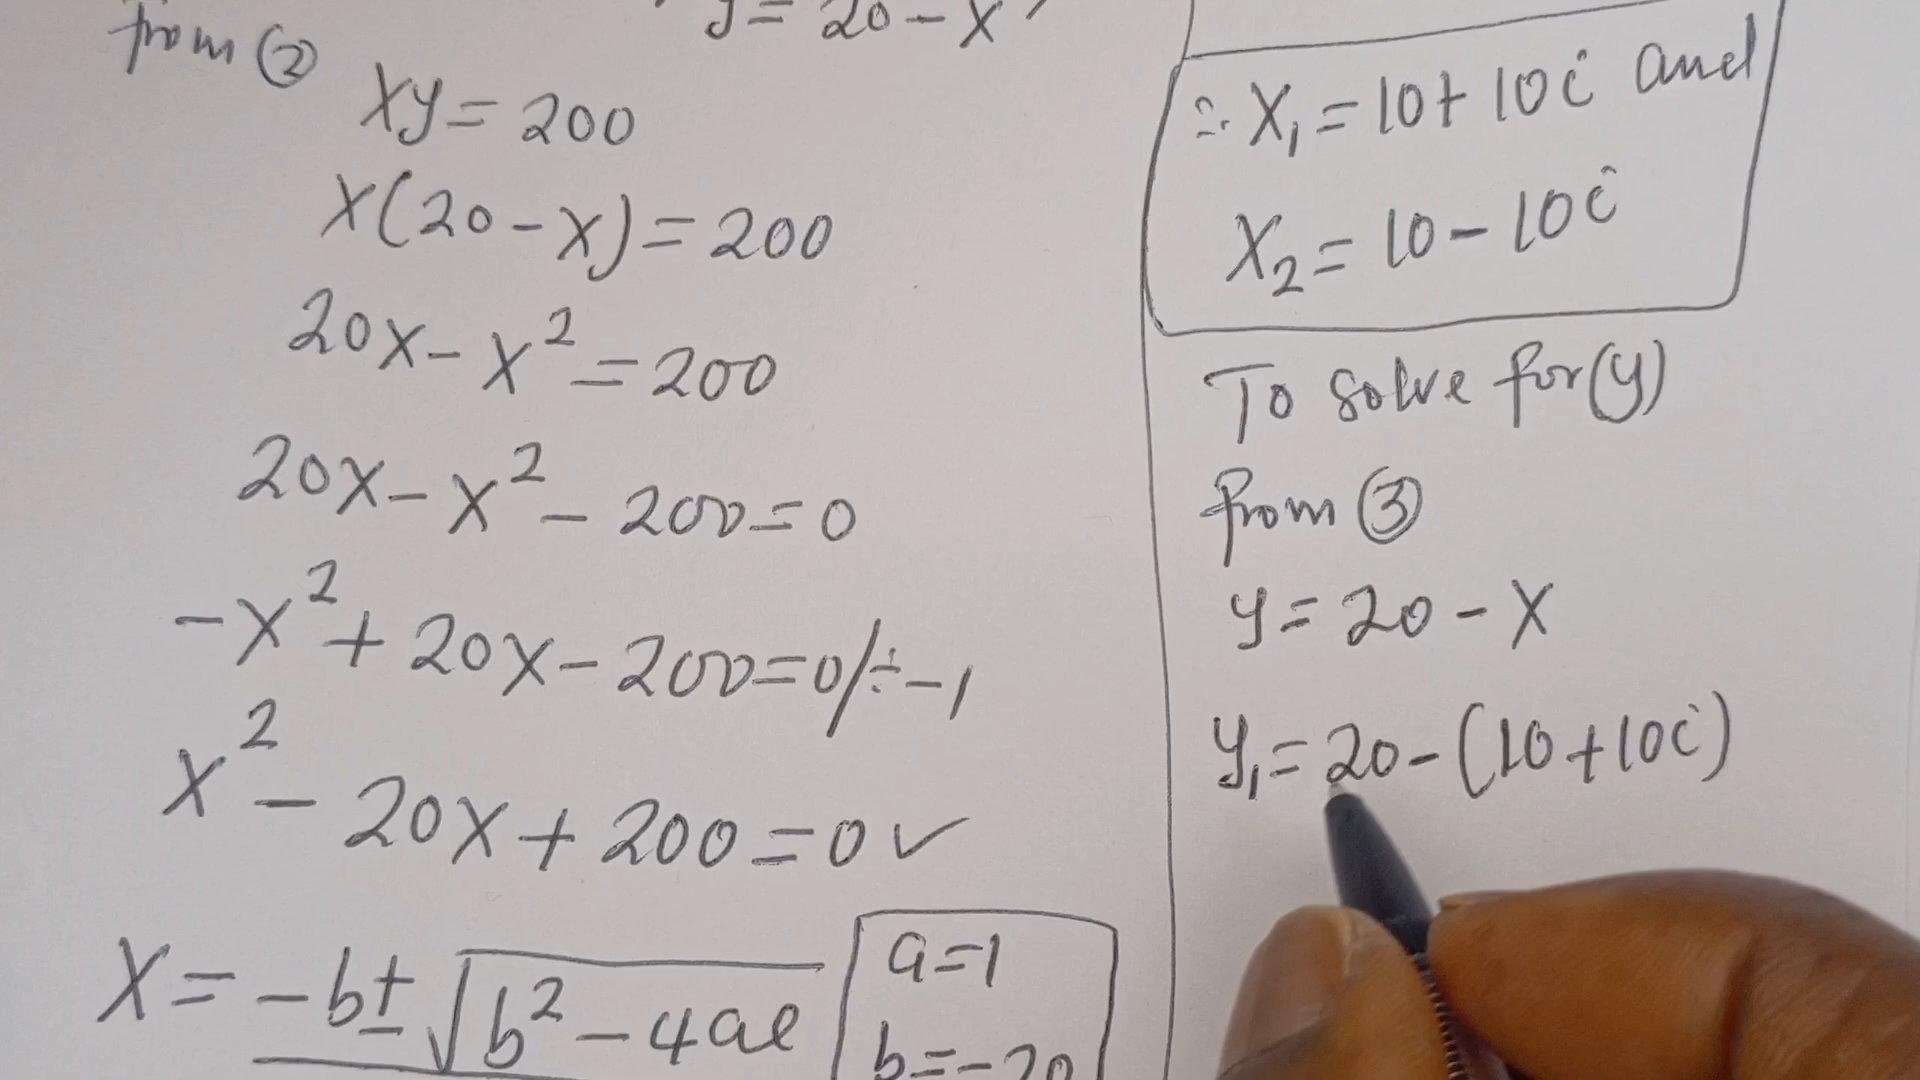 y = 20 - x
from ②
xy = 200
x(20 - x) = 200
20x - x² = 200
20x - x² - 200 = 0
-x² + 20x - 200 = 0 / ÷ -1
x² - 20x + 200 = 0 ✓
x = -b ± √b² - 4ac
a = 1
b = -20
∴ x₁ = 10 + 10i and
x₂ = 10 - 10i
To solve for (y)
from ③
y = 20 - x
y₁ = 20 - (10 + 10i)